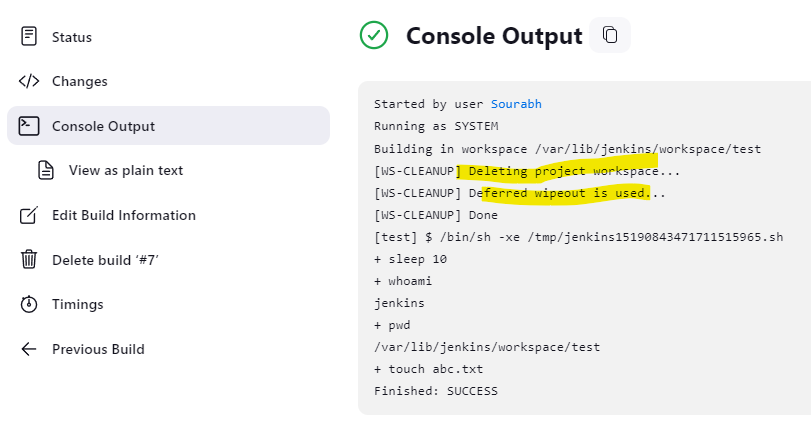 Status
Changes
Console Output
View as plain text
Edit Build Information
Delete build ‘#7’
Timings
Previous Build
Console Output
Started by user Sourabh
Running as SYSTEM
Building in workspace /var/lib/jenkins/workspace/test
[WS-CLEANUP] Deleting project workspace...
[WS-CLEANUP] Deferred wipeout is used...
[WS-CLEANUP] Done
[test] $ /bin/sh -xe /tmp/jenkins15190843471711515965.sh
+ sleep 10
+ whoami
jenkins
+ pwd
/var/lib/jenkins/workspace/test
+ touch abc.txt
Finished: SUCCESS